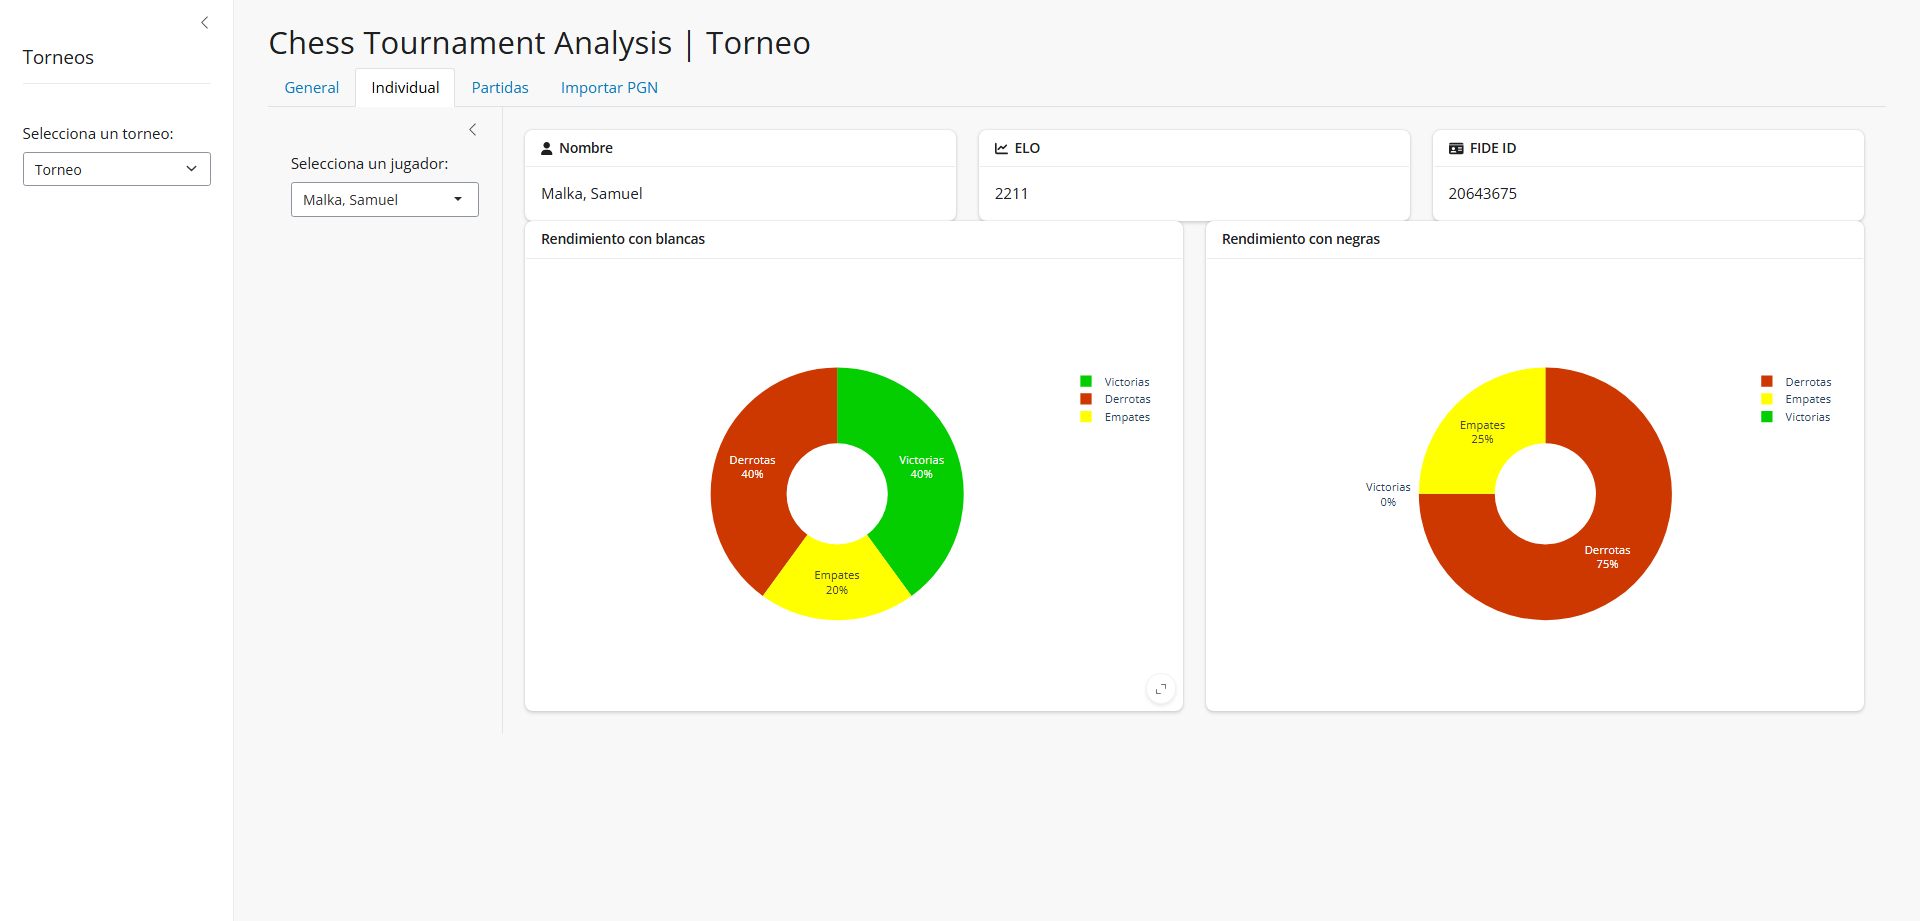 Torneos
Selecciona un torneo:
Torneo
Chess Tournament Analysis | Torneo
General
Individual
Partidas
Importar PGN
Selecciona un jugador:
Malka, Samuel
Nombre
Malka, Samuel
ELO
2211
FIDE ID
20643675
Rendimiento con blancas
Victorias
Derrotas
Empates
Derrotas
40%
Victorias
40%
Empates
20%
Rendimiento con negras
Derrotas
Empates
Victorias
Empates
25%
Victorias
0%
Derrotas
75%